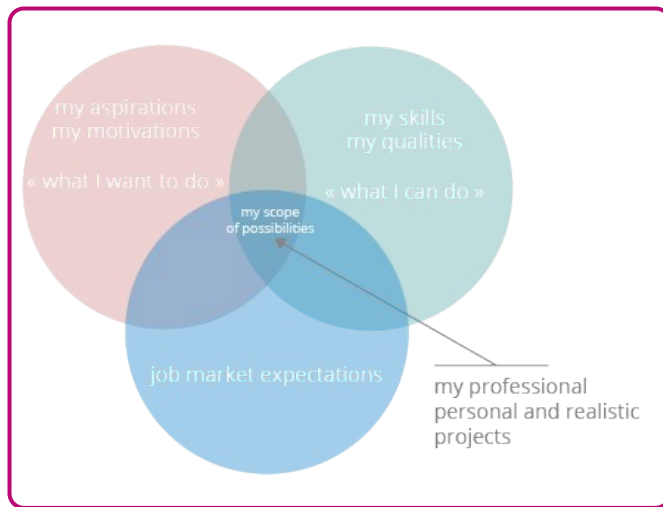 my aspirations
my motivations
« what I want to do »
my skills
my qualities
« what I can do »
my scope
of possibilities
job market expectations
my professional
personal and realistic
projects